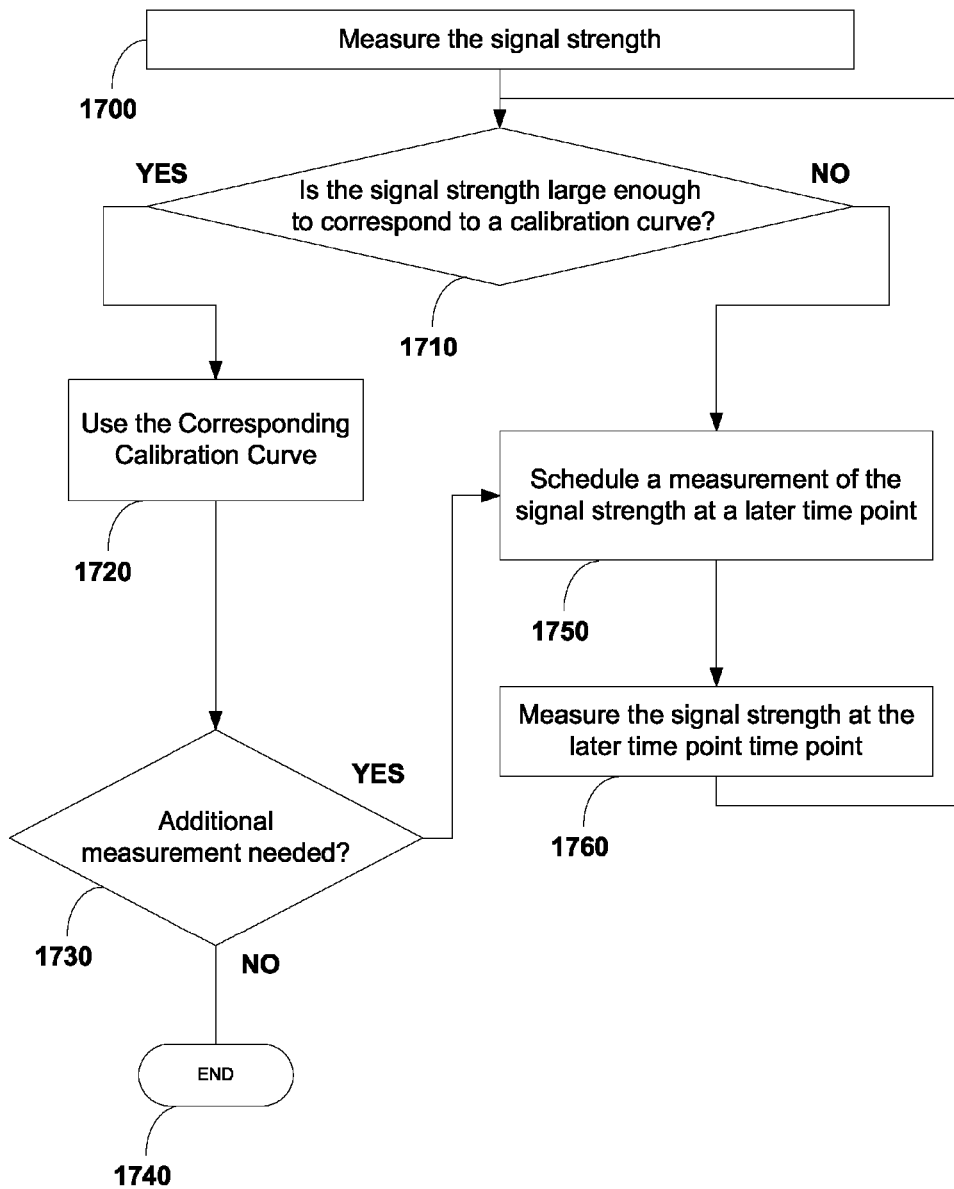 Measure the signal strength
1700
YES
NO
Is the signal strength large enough
to correspond to a calibration curve?
1710
Use the Corresponding
Calibration Curve
1720
Schedule a measurement of the
signal strength at a later time point
1750
Measure the signal strength at the
later time point time point
1760
YES
Additional
measurement needed?
1730
NO
END
1740